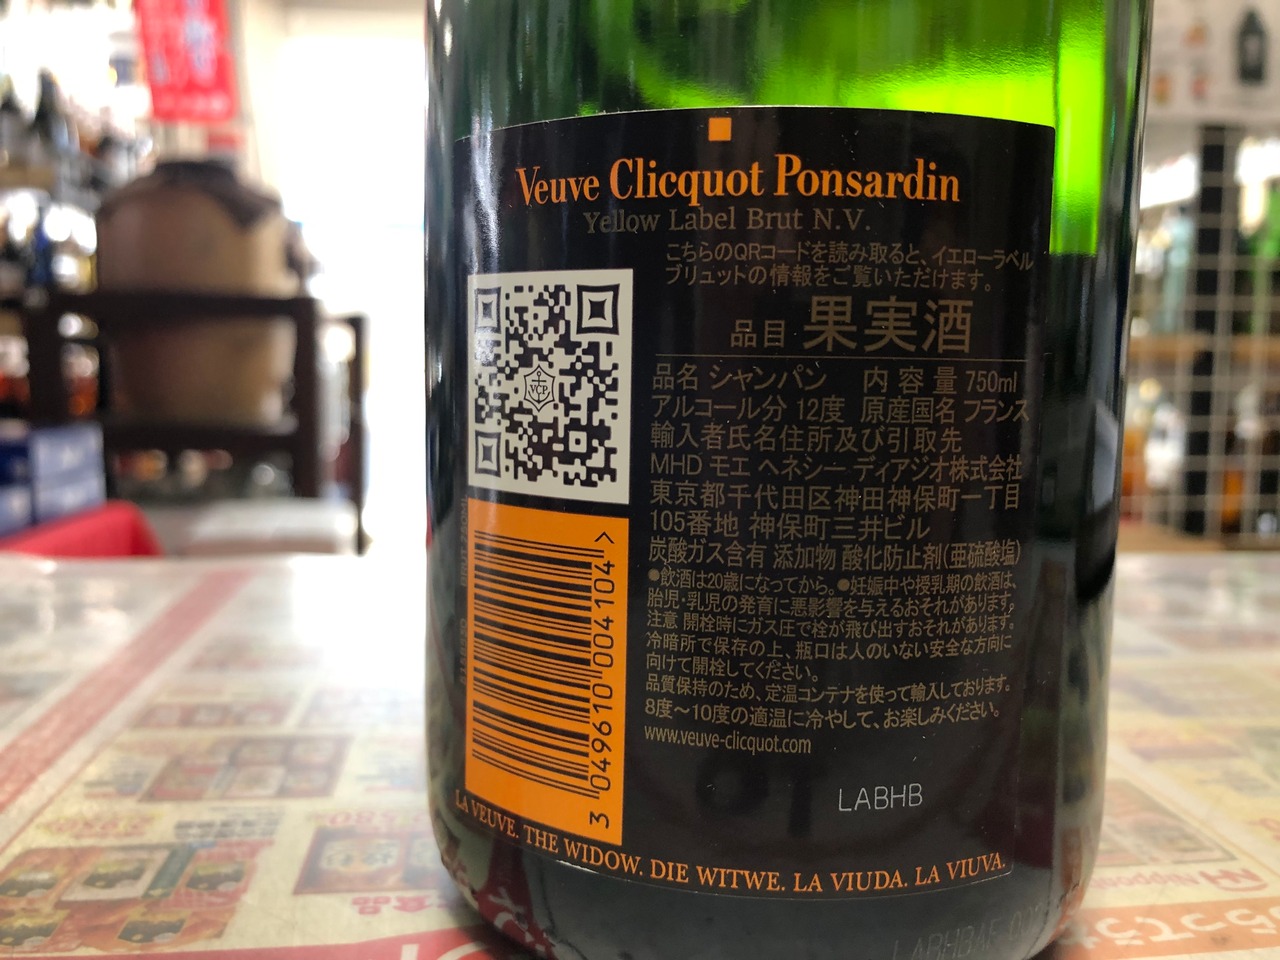 Veuve Clicquot Ponsardin
Yellow Label Brut N.V.
こちらのQRコードを読み取ると、イエローラベル
ブリュットの情報をご覧いただけます。
品目 果実酒
品名 シャンパン 内容量 750ml
アルコール分 12度 原産国名 フランス
輸入者氏名住所及び引取先
MHD モエ ヘネシー ディアジオ株式会社
東京都千代田区神田神保町一丁目
105番地 神保町三井ビル
炭酸ガス含有 添加物 酸化防止剤(亜硫酸塩)
●飲酒は20歳になってから。●妊娠中や授乳期の飲酒は、
胎児・乳児の発育に悪影響を与えるおそれがあります。
注意 開栓時にガス圧で栓が飛び出すおそれがあります。
冷暗所で保存の上、瓶口は人のいない安全な方向に
向けて開栓してください。
品質保持のため、定温コンテナを使って輸入しております。
8度～10度の適温に冷やして、お楽しみください。
www.veuve-clicquot.com
VCP
3 049610 004104 >
LABHB
LA VEUVE. THE WIDOW. DIE WITWE. LA VIUDA. LA VIUVA.